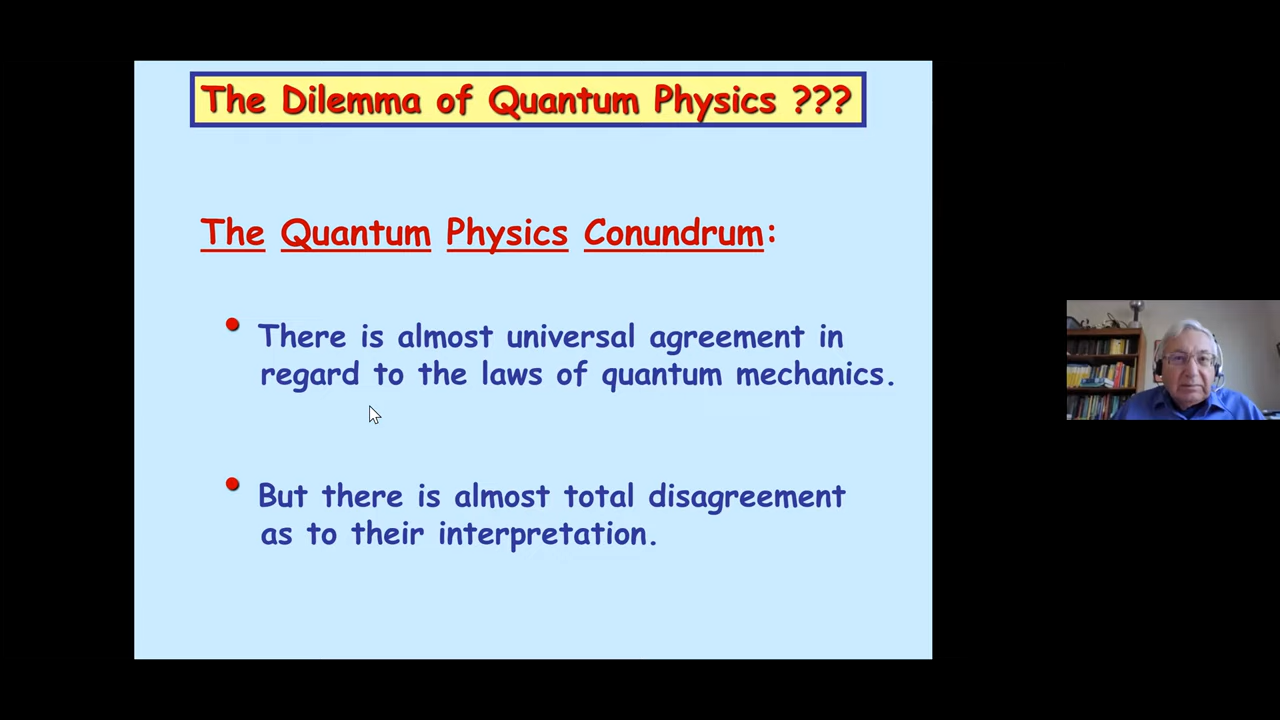 The Dilemma of Quantum Physics ???
The Quantum Physics Conundrum:
• There is almost universal agreement in
regard to the laws of quantum mechanics.
• But there is almost total disagreement
as to their interpretation.